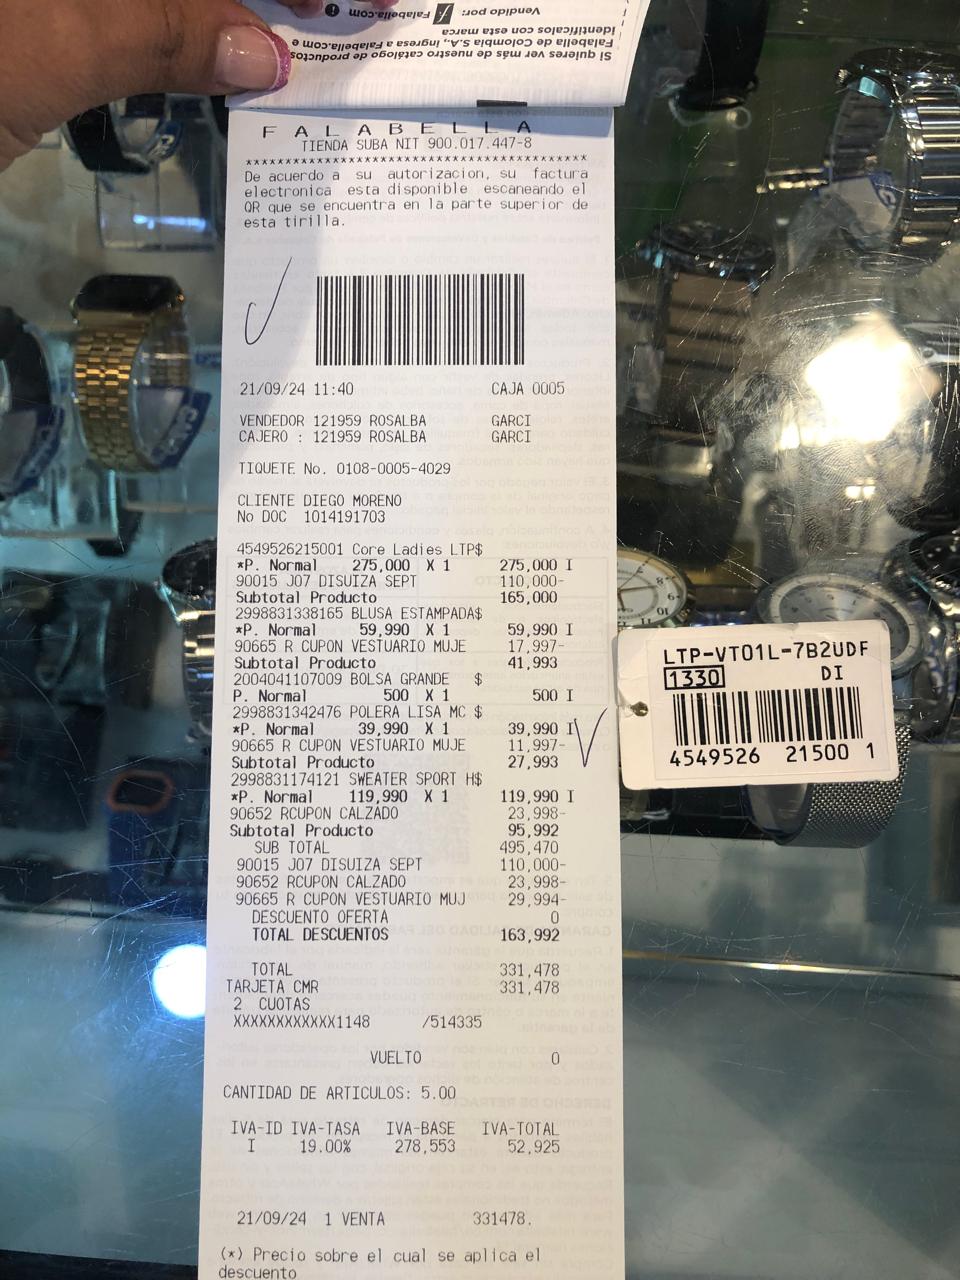 Si quieres ver más de nuestro catálogo de productos
Falabella de Colombia S.A., ingresa a Falabella.com e
identifícalos con esta marca
Vendido por: f Falabella.com
FALABELLA
TIENDA SUBA NIT 900.017.447-8
******************************************
De acuerdo a su autorizacion, su factura
electronica esta disponible escaneando el
QR que se encuentra en la parte superior de
esta tirilla.
21/09/24 11:40 CAJA 0005
VENDEDOR 121959 ROSALBA GARCI
CAJERO : 121959 ROSALBA GARCI
TIQUETE No. 0108-0005-4029
CLIENTE DIEGO MORENO
No DOC 1014191703
4549526215001 Core Ladies LTP$
*P. Normal 275,000 X 1 275,000 I
90015 J07 DISUIZA SEPT 110,000-
Subtotal Producto 165,000
2998831338165 BLUSA ESTAMPADA$
*P. Normal 59,990 X 1 59,990 I
90665 R CUPON VESTUARIO MUJE 17,997-
Subtotal Producto 41,993
2004041107009 BOLSA GRANDE $
P. Normal 500 X 1 500 I
2998831342476 POLERA LISA MC $
*P. Normal 39,990 X 1 39,990 I
90665 R CUPON VESTUARIO MUJE 11,997-
Subtotal Producto 27,993
2998831174121 SWEATER SPORT H$
*P. Normal 119,990 X 1 119,990 I
90652 RCUPON CALZADO 23,998-
Subtotal Producto 95,992
SUB TOTAL 495,470
90015 J07 DISUIZA SEPT 110,000-
90652 RCUPON CALZADO 23,998-
90665 R CUPON VESTUARIO MUJ 29,994-
DESCUENTO OFERTA 0
TOTAL DESCUENTOS 163,992
TOTAL 331,478
TARJETA CMR 331,478
2 CUOTAS
XXXXXXXXXXXX1148 /514335
VUELTO 0
CANTIDAD DE ARTICULOS: 5.00
IVA-ID IVA-TASA IVA-BASE IVA-TOTAL
I 19.00% 278,553 52,925
21/09/24 1 VENTA 331478.
(*) Precio sobre el cual se aplica el
descuento
LTP-VT01L-7B2UDF
1330 DI
4549526 21500 1
CASIO